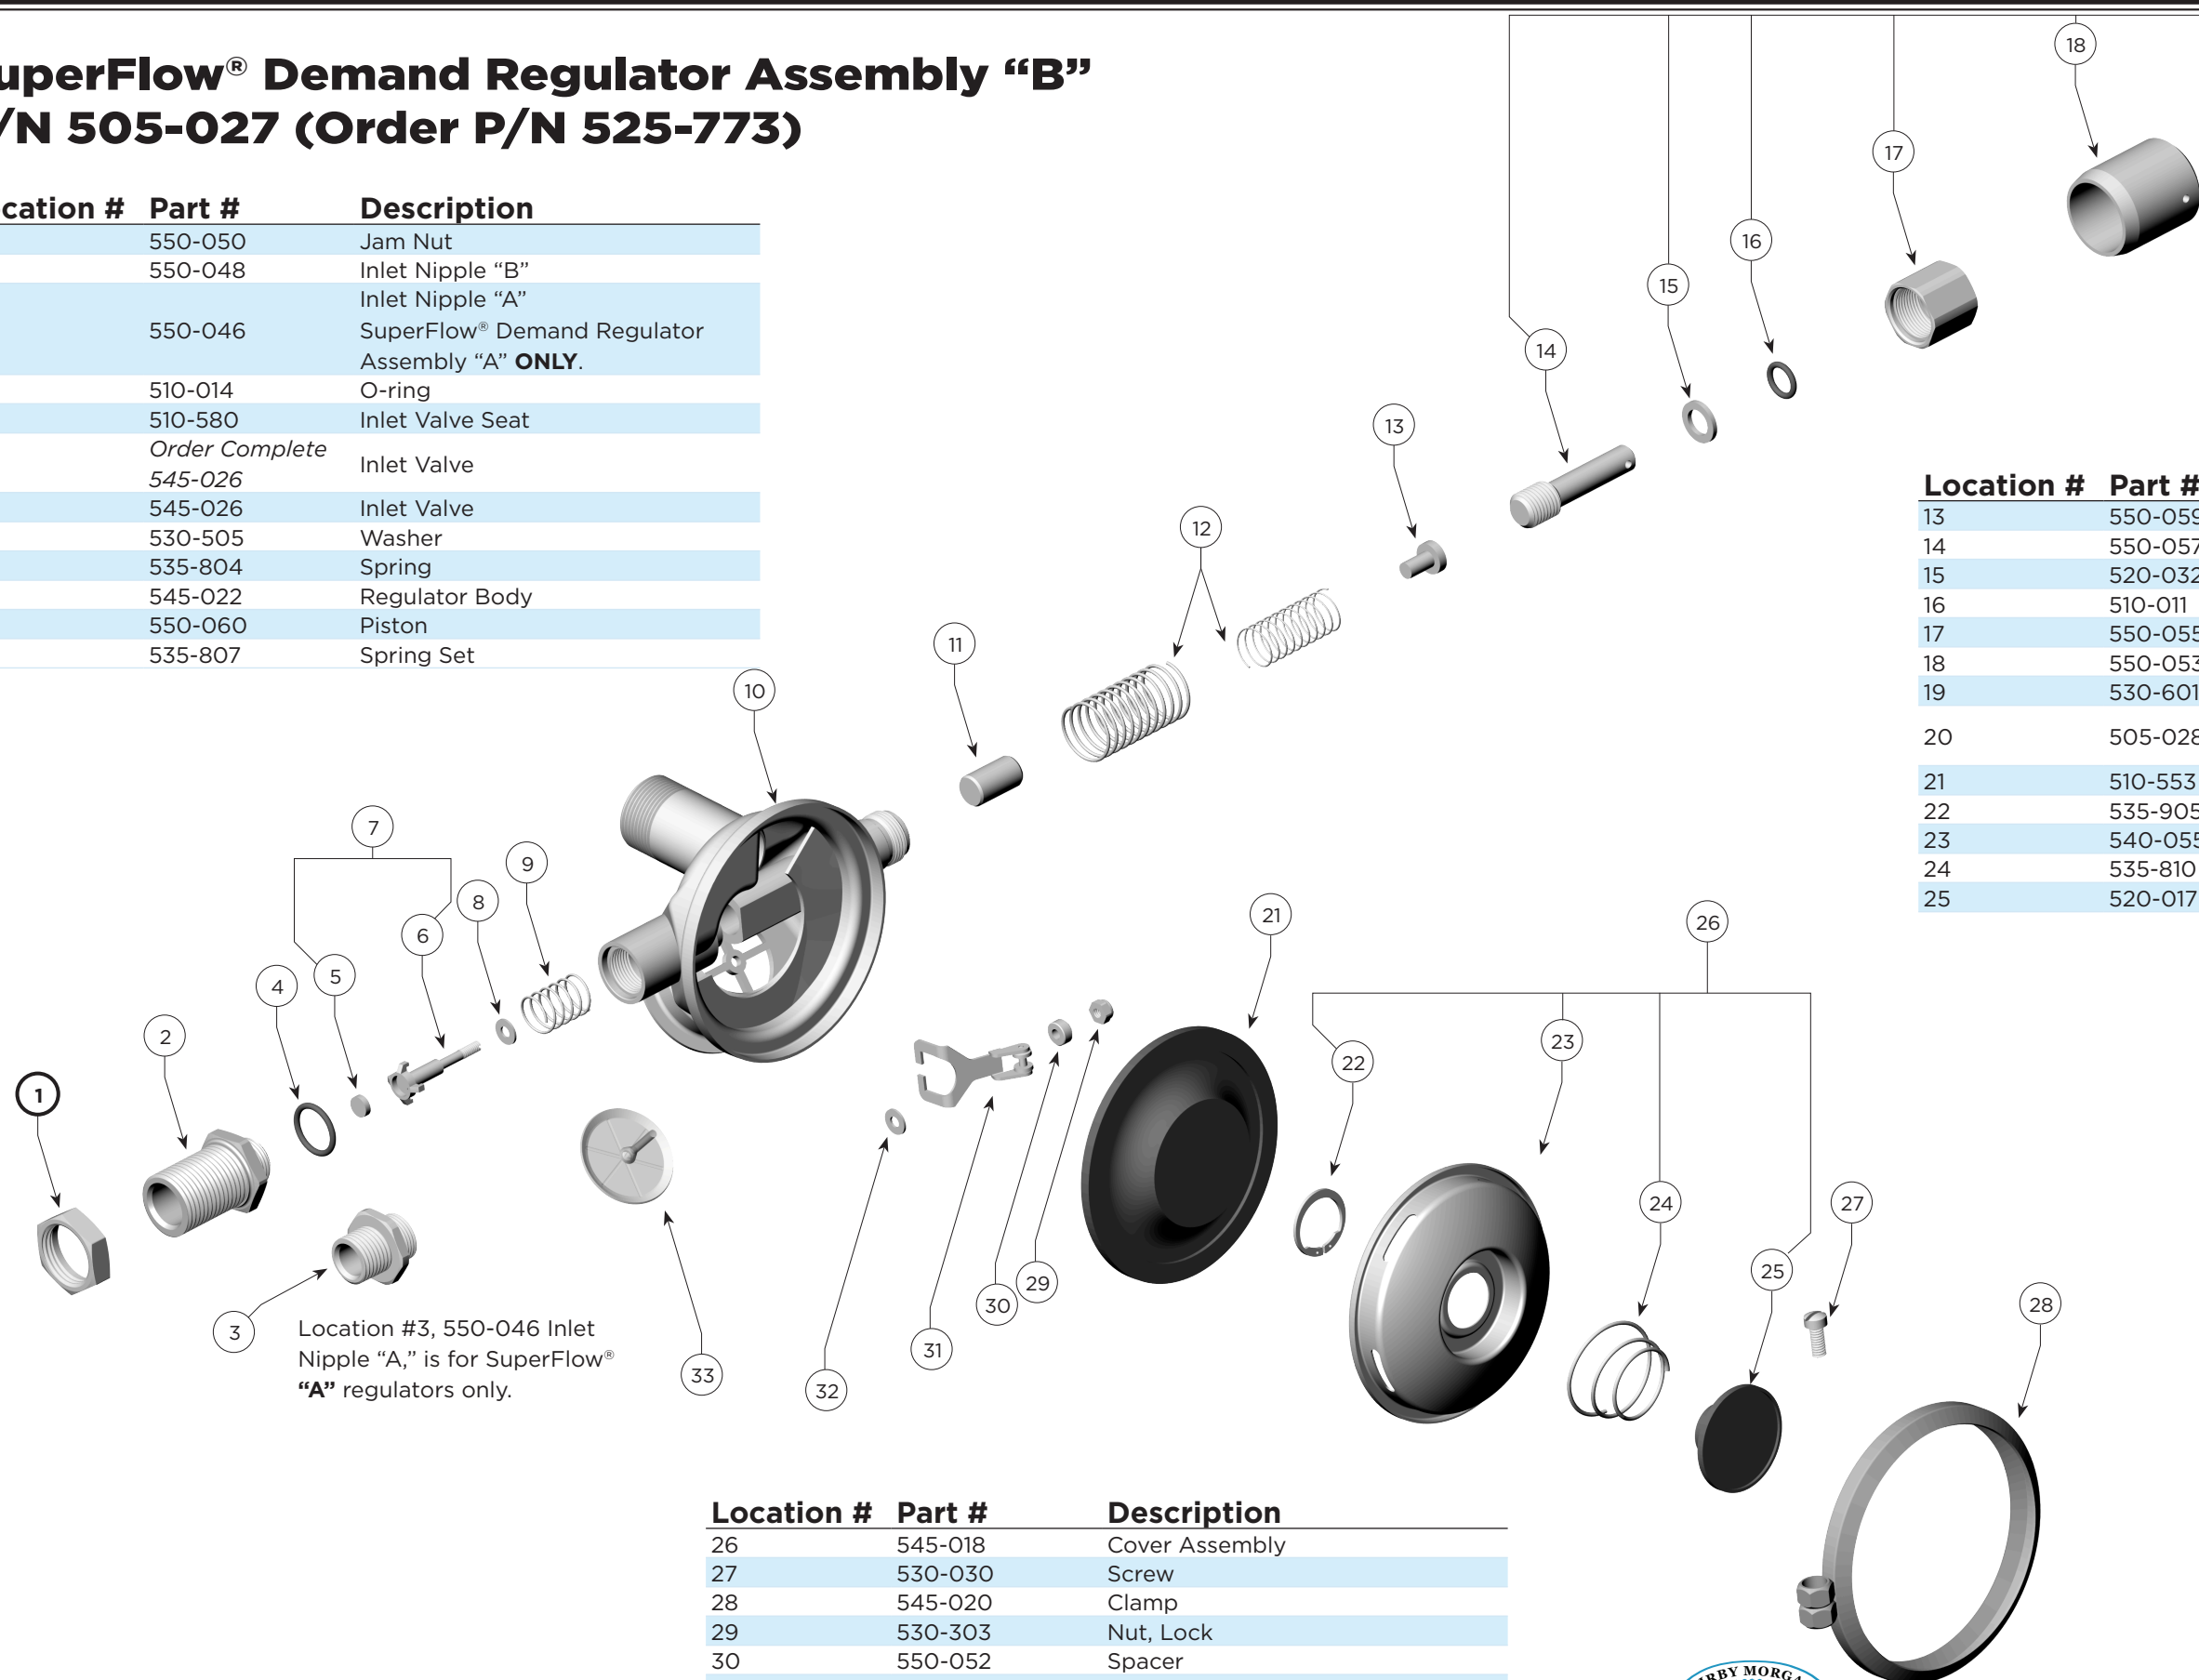 uperFlow® Demand Regulator Assembly “B”
/N 505-027 (Order P/N 525-773)
cation # Part # Description
550-050 Jam Nut
550-048 Inlet Nipple “B”
Inlet Nipple “A”
550-046 SuperFlow® Demand Regulator
Assembly “A” ONLY.
510-014 O-ring
510-580 Inlet Valve Seat
Order Complete
545-026 Inlet Valve
545-026 Inlet Valve
530-505 Washer
535-804 Spring
545-022 Regulator Body
550-060 Piston
535-807 Spring Set
18
17
16
15
14
13
12
11
10
Location # Part #
13 550-059
14 550-057
15 520-032
16 510-011
17 550-055
18 550-053
19 530-601
20 505-028
21 510-553
22 535-905
23 540-055
24 535-810
25 520-017
7
9
8
6
5
4
2
1
3
21
26
23
22
24
27
25
28
29
30
31
32
33
Location #3, 550-046 Inlet
Nipple “A,” is for SuperFlow®
“A” regulators only.
Location # Part # Description
26 545-018 Cover Assembly
27 530-030 Screw
28 545-020 Clamp
29 530-303 Nut, Lock
30 550-052 Spacer
RBY MORGA